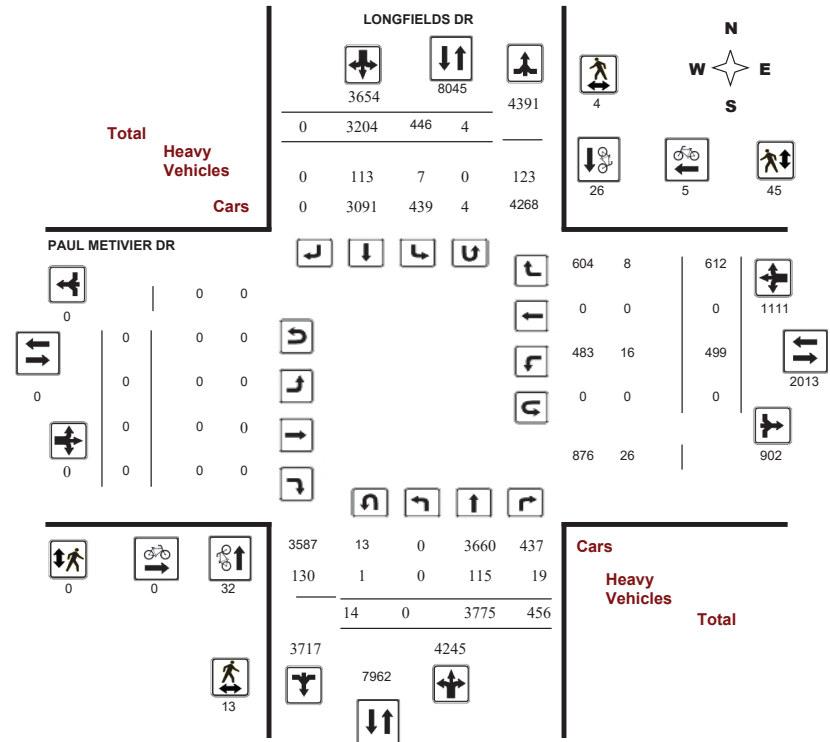 LONGFIELDS DR
N
W E
S
8045
3654
4391
4
Total
0 3204 446 4
Heavy
Vehicles
0 113 7 0 123
Cars
0 3091 439 4 4268
26 5 45
PAUL METIVIER DR
0
0 0
604 8 612
1111
0 0 0
0 0 0
0
0 0 0
483 16 499
2013
0 0 0
0 0 0
0
0 0 0
876 26
902
3587 13 0 3660 437
130 1 0 115 19
14 0 3775 456
Cars
Heavy
Vehicles
Total
0 0 32
3717
4245
7962
13